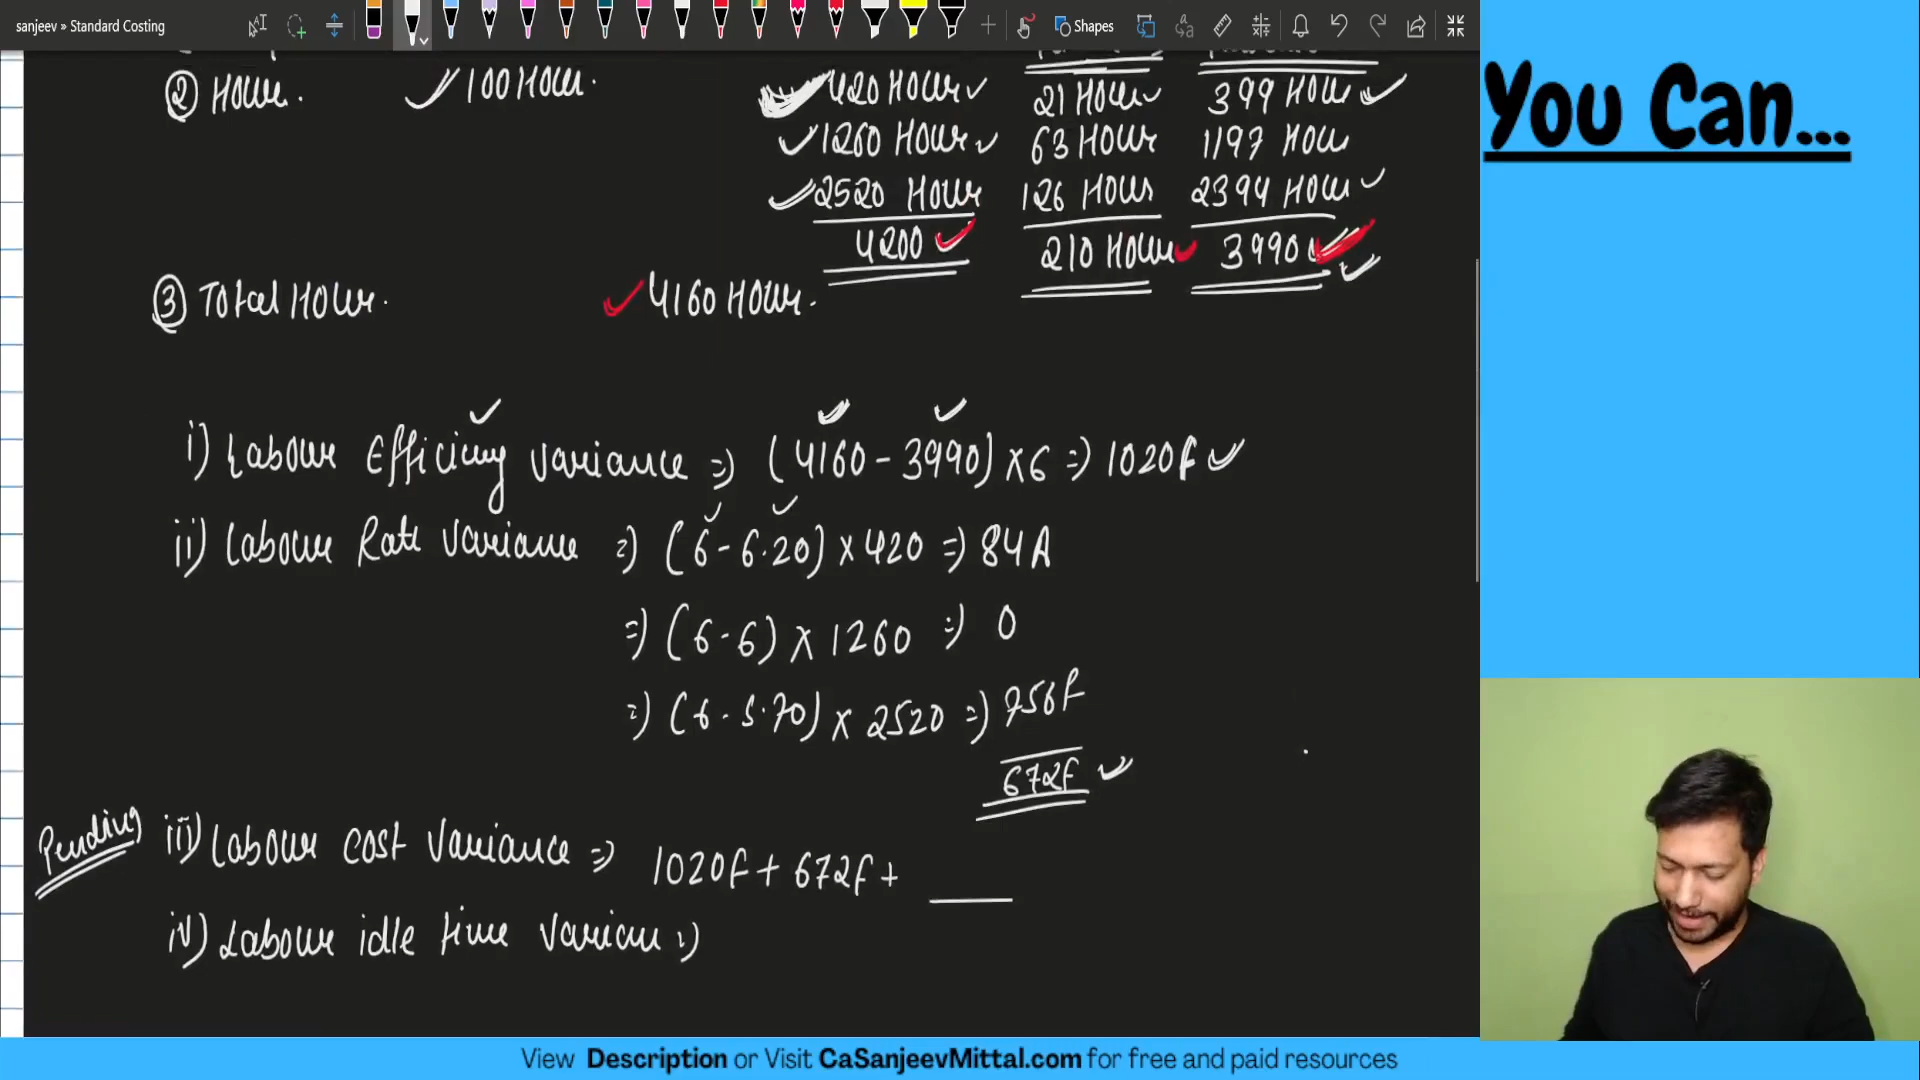 sanjeev » Standard Costing
Shapes
You Can...
② Hour. 100 Hour. 420 Hour 21 Hour 399 Hour
1260 Hour 63 Hour 1197 Hour
2520 Hour 126 Hour 2394 Hour
4200 210 Hour 3990
③ Total Hour. 4160 Hour.
i) Labour Efficiency variance => (4160 - 3990) x 6 => 1020F
ii) Labour Rate Variance => (6 - 6.20) x 420 => 84A
=> (6 - 6) x 1260 => 0
=> (6 - 5.70) x 2520 => 756F
672F
Pending iii) Labour cost Variance => 1020F + 672F +
iv) Labour idle time Varian =>
View Description or Visit CaSanjeevMittal.com for free and paid resources